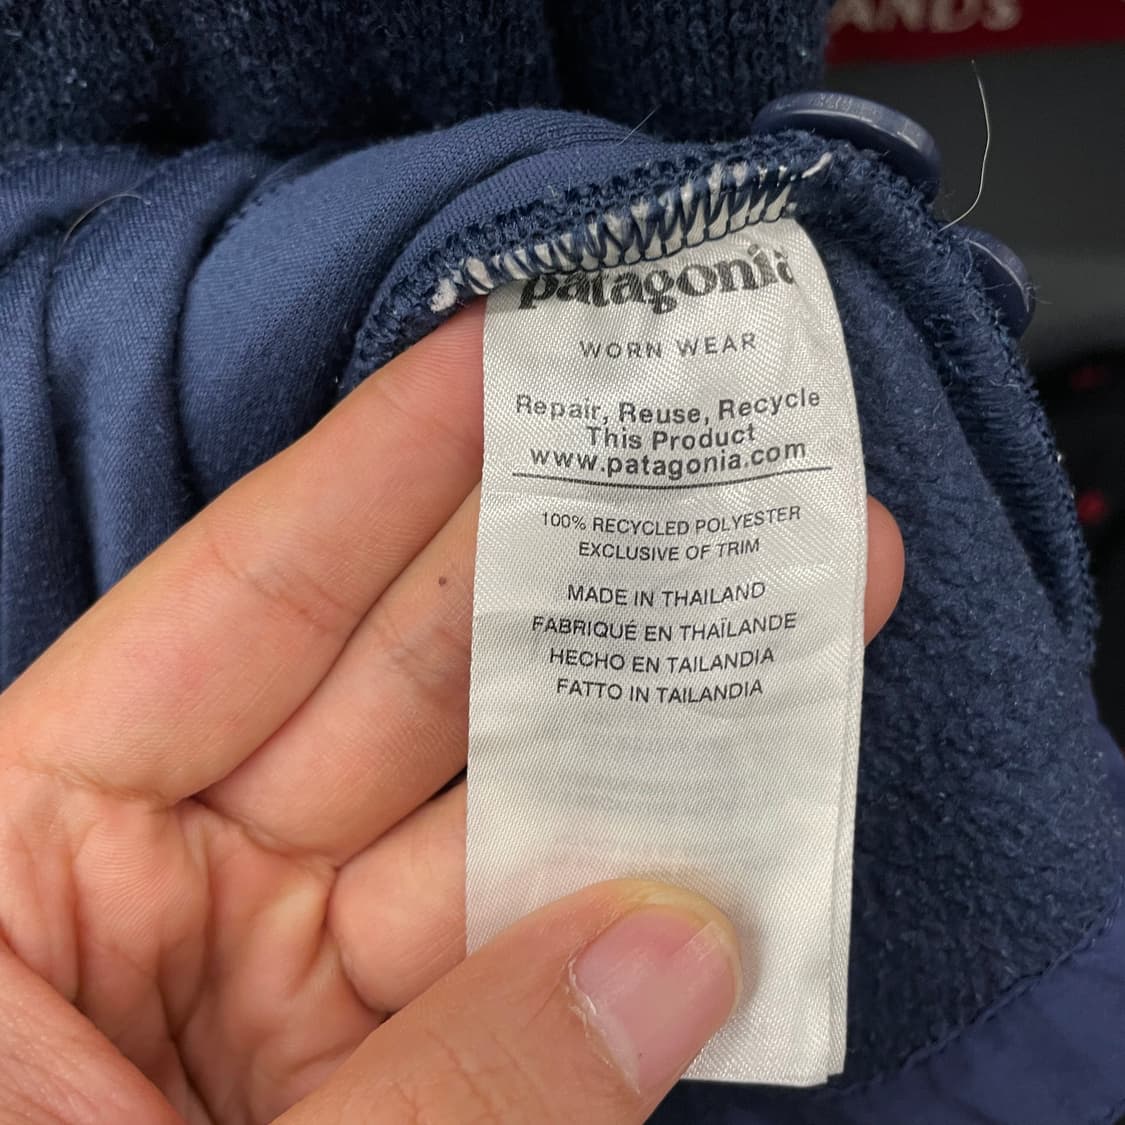 ANDS
patagonia
WORN WEAR
Repair, Reuse, Recycle
This Product
www.patagonia.com
100% RECYCLED POLYESTER
EXCLUSIVE OF TRIM
MADE IN THAILAND
FABRIQUÉ EN THAÏLANDE
HECHO EN TAILANDIA
FATTO IN TAILANDIA